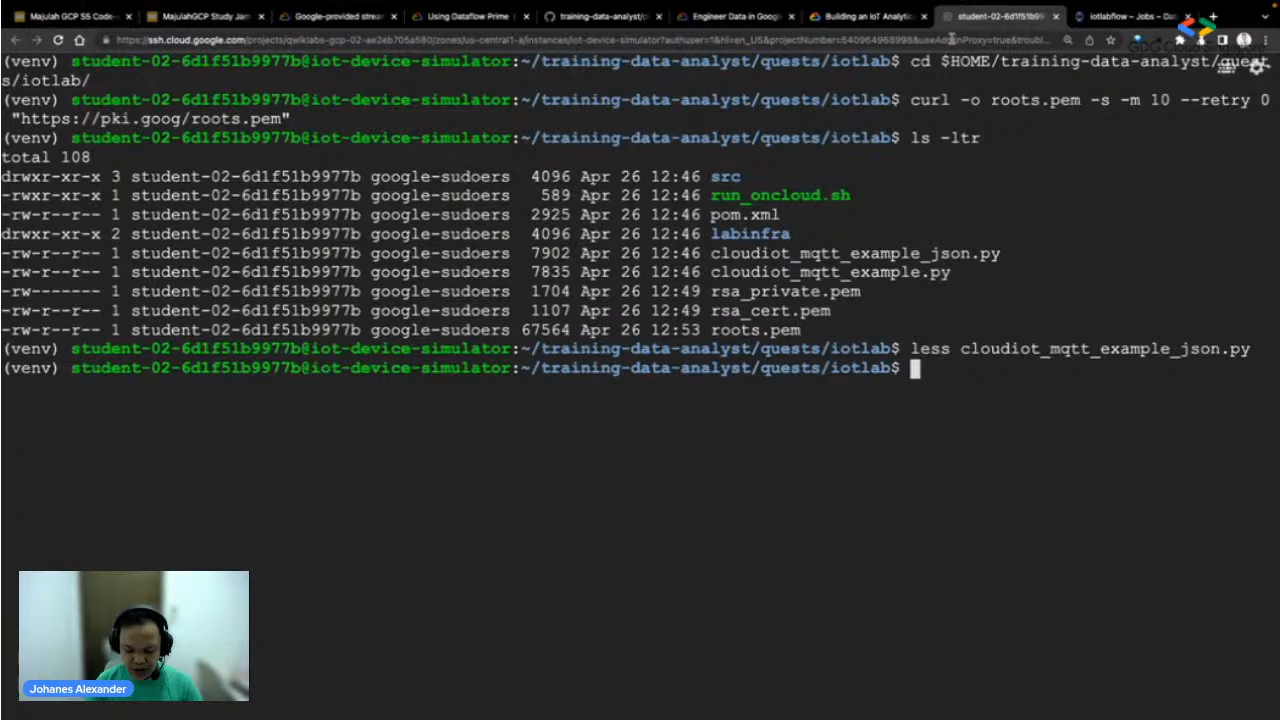 Majulah GCP SS Code-
MajulahGCP Study Jam
Google-provided strea
Using Dataflow Prime
training-data-analyst/c
Engineer Data in Googl
Building an IoT Analytic
student-02-6d1f51b99
iotlabflow – Jobs – Dat
https://ssh.cloud.google.com/projects/qwiklabs-gcp-02-ae2eb705a580/zones/us-central1-a/instances/iot-device-simulator?authuser=1&hl=en_US&projectNumber=540964968998&useAdminProxy=true&troubl...
(venv) student-02-6d1f51b9977b@iot-device-simulator:~/training-data-analyst/quests/iotlab$ cd $HOME/training-data-analyst/quest
s/iotlab/
(venv) student-02-6d1f51b9977b@iot-device-simulator:~/training-data-analyst/quests/iotlab$ curl -o roots.pem -s -m 10 --retry 0
"https://pki.goog/roots.pem"
(venv) student-02-6d1f51b9977b@iot-device-simulator:~/training-data-analyst/quests/iotlab$ ls -ltr
total 108
drwxr-xr-x 3 student-02-6d1f51b9977b google-sudoers 4096 Apr 26 12:46 src
-rwxr-xr-x 1 student-02-6d1f51b9977b google-sudoers 589 Apr 26 12:46 run_oncloud.sh
-rw-r--r-- 1 student-02-6d1f51b9977b google-sudoers 2925 Apr 26 12:46 pom.xml
drwxr-xr-x 2 student-02-6d1f51b9977b google-sudoers 4096 Apr 26 12:46 labinfra
-rw-r--r-- 1 student-02-6d1f51b9977b google-sudoers 7902 Apr 26 12:46 cloudiot_mqtt_example_json.py
-rw-r--r-- 1 student-02-6d1f51b9977b google-sudoers 7835 Apr 26 12:46 cloudiot_mqtt_example.py
-rw------- 1 student-02-6d1f51b9977b google-sudoers 1704 Apr 26 12:49 rsa_private.pem
-rw-r--r-- 1 student-02-6d1f51b9977b google-sudoers 1107 Apr 26 12:49 rsa_cert.pem
-rw-r--r-- 1 student-02-6d1f51b9977b google-sudoers 67564 Apr 26 12:53 roots.pem
(venv) student-02-6d1f51b9977b@iot-device-simulator:~/training-data-analyst/quests/iotlab$ less cloudiot_mqtt_example_json.py
(venv) student-02-6d1f51b9977b@iot-device-simulator:~/training-data-analyst/quests/iotlab$
Johanes Alexander